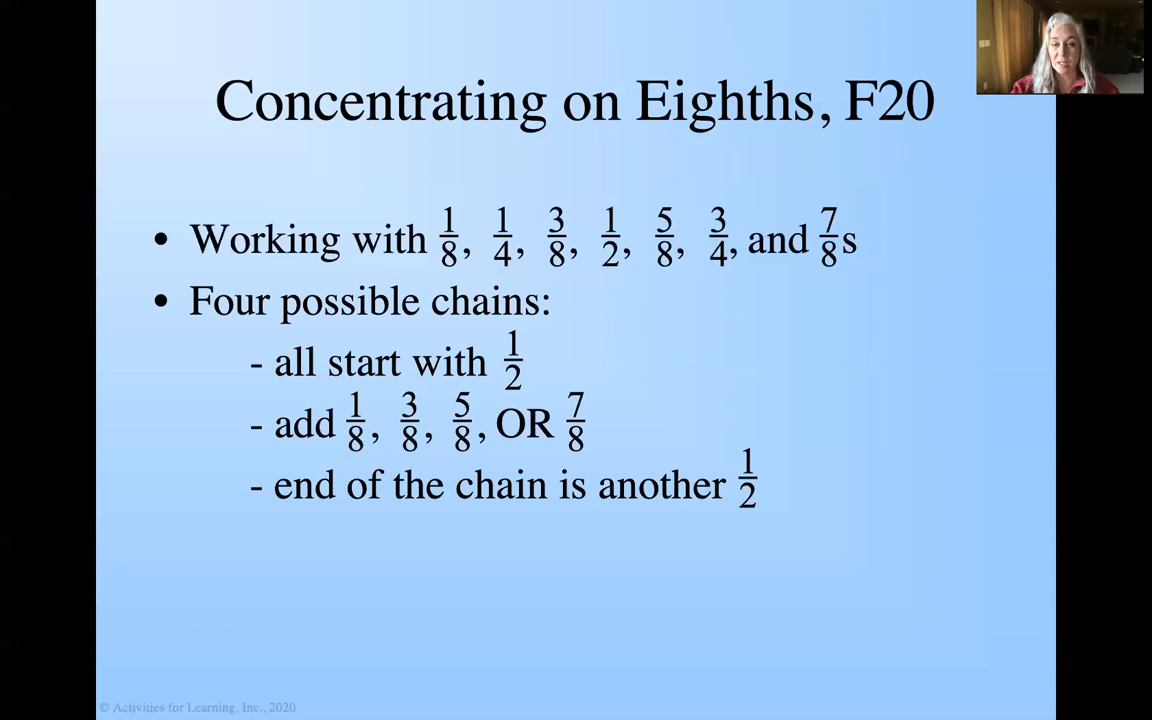 Concentrating on Eighths, F20
• Working with 1/8, 1/4, 3/8, 1/2, 5/8, 3/4, and 7/8s
• Four possible chains:
- all start with 1/2
- add 1/8, 3/8, 5/8, OR 7/8
- end of the chain is another 1/2
© Activities for Learning, Inc., 2020